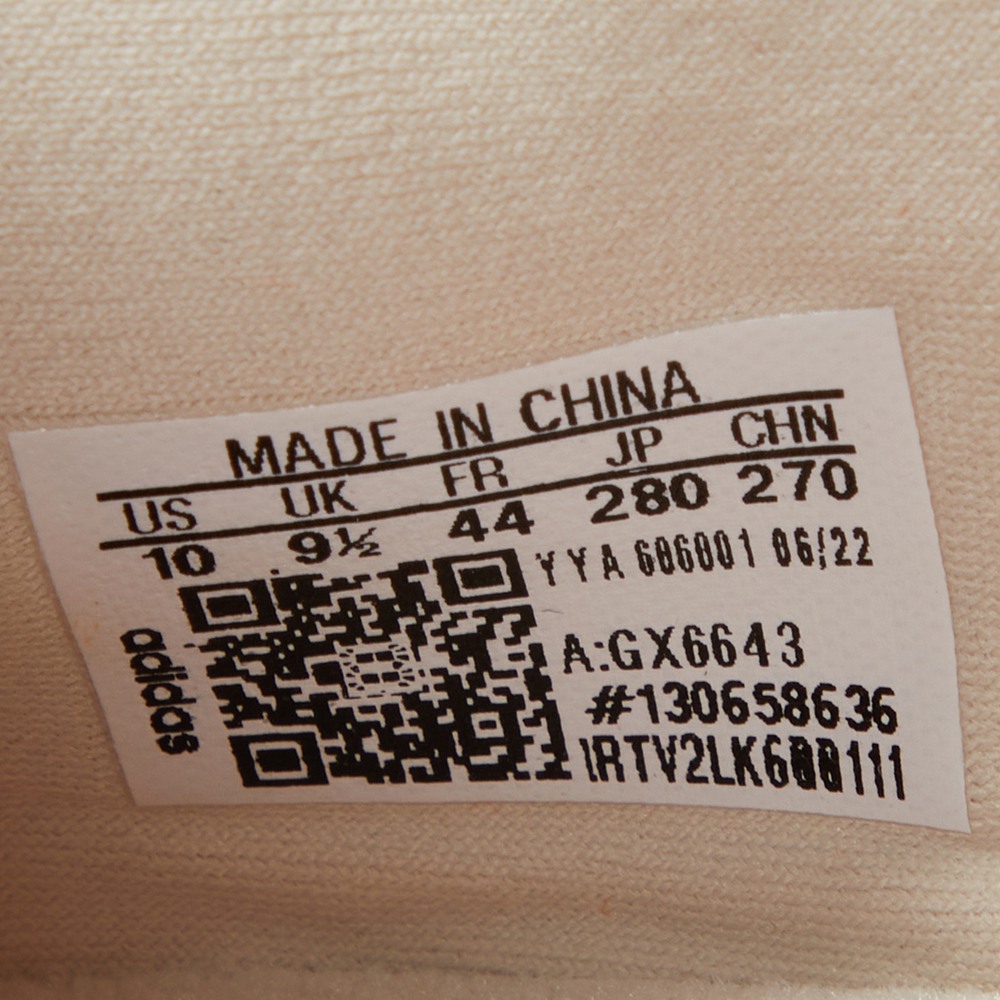 MADE IN CHINA
US UK FR JP CHN
10 9½ 44 280 270
YYA 606001 06/22
A:GX6643
#130658636
1RTV2LK600111
adidas